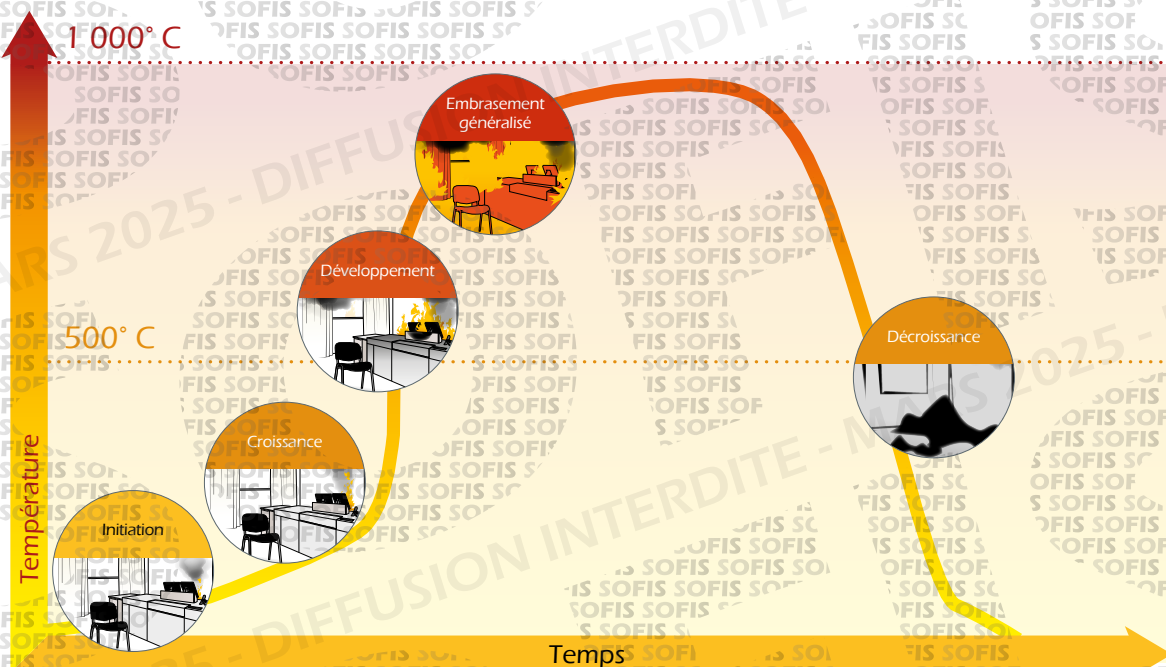 1 000° C
Embrasement
généralisé
Développement
500° C
Décroissance
Croissance
Initiation
Température
Temps
SOFIS
MARS 2025 - DIFFUSION INTERDITE - MARS 2025
DIFFUSION INTERDITE